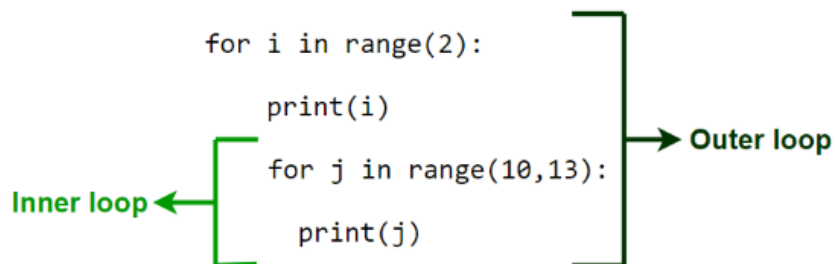 for i in range(2):
print(i)
for j in range(10,13):
print(j)
Outer loop
Inner loop